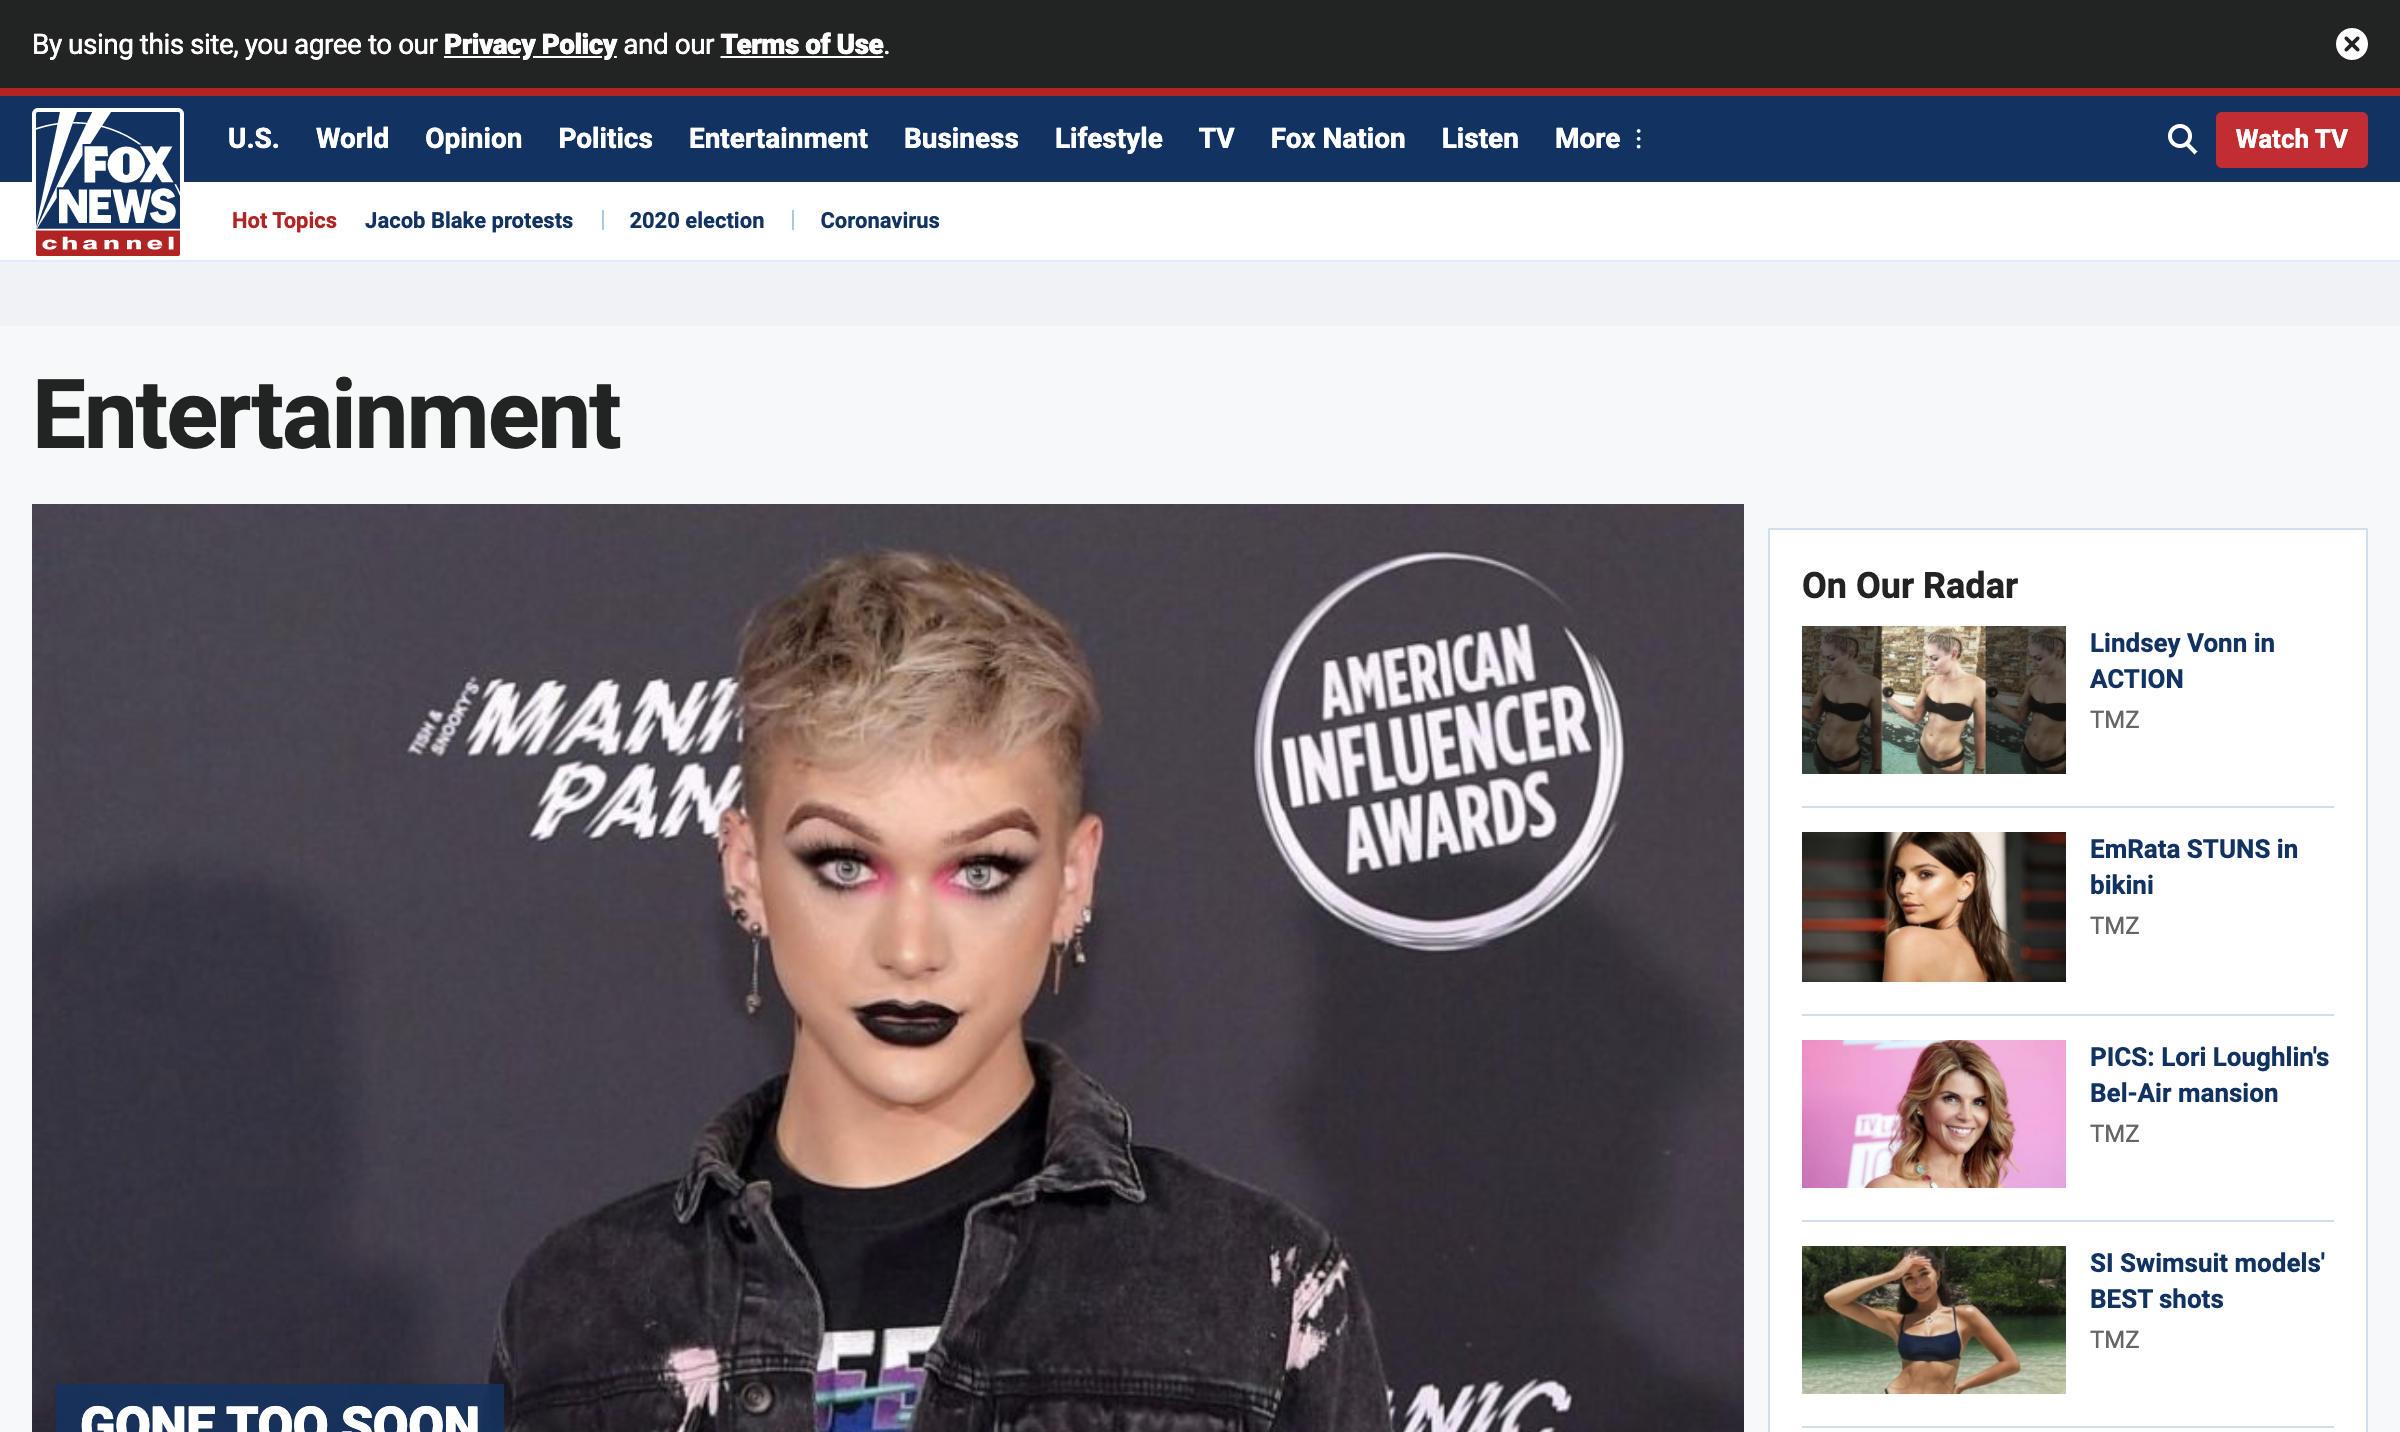 By using this site, you agree to our Privacy Policy and our Terms of Use.
FOX
NEWS
channel
U.S. World Opinion Politics Entertainment Business Lifestyle TV Fox Nation Listen More
Watch TV
Hot Topics Jacob Blake protests 2020 election Coronavirus
Entertainment
TISH &
SNOOKY'S
MANI
PAN
AMERICAN
INFLUENCER
AWARDS
NIC
GONE TOO SOON
On Our Radar
Lindsey Vonn in
ACTION
TMZ
EmRata STUNS in
bikini
TMZ
PICS: Lori Loughlin's
Bel-Air mansion
TMZ
SI Swimsuit models'
BEST shots
TMZ